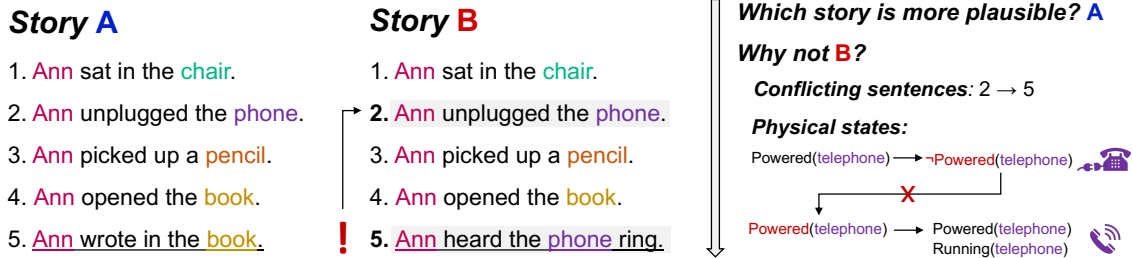 Story A
1. Ann sat in the chair.
2. Ann unplugged the phone.
3. Ann picked up a pencil.
4. Ann opened the book.
5. Ann wrote in the book.
Story B
1. Ann sat in the chair.
2. Ann unplugged the phone.
3. Ann picked up a pencil.
4. Ann opened the book.
! 5. Ann heard the phone ring.
Which story is more plausible? A
Why not B?
Conflicting sentences: 2 → 5
Physical states:
Powered(telephone) → ¬Powered(telephone)
X
Powered(telephone) → Powered(telephone)
Running(telephone)